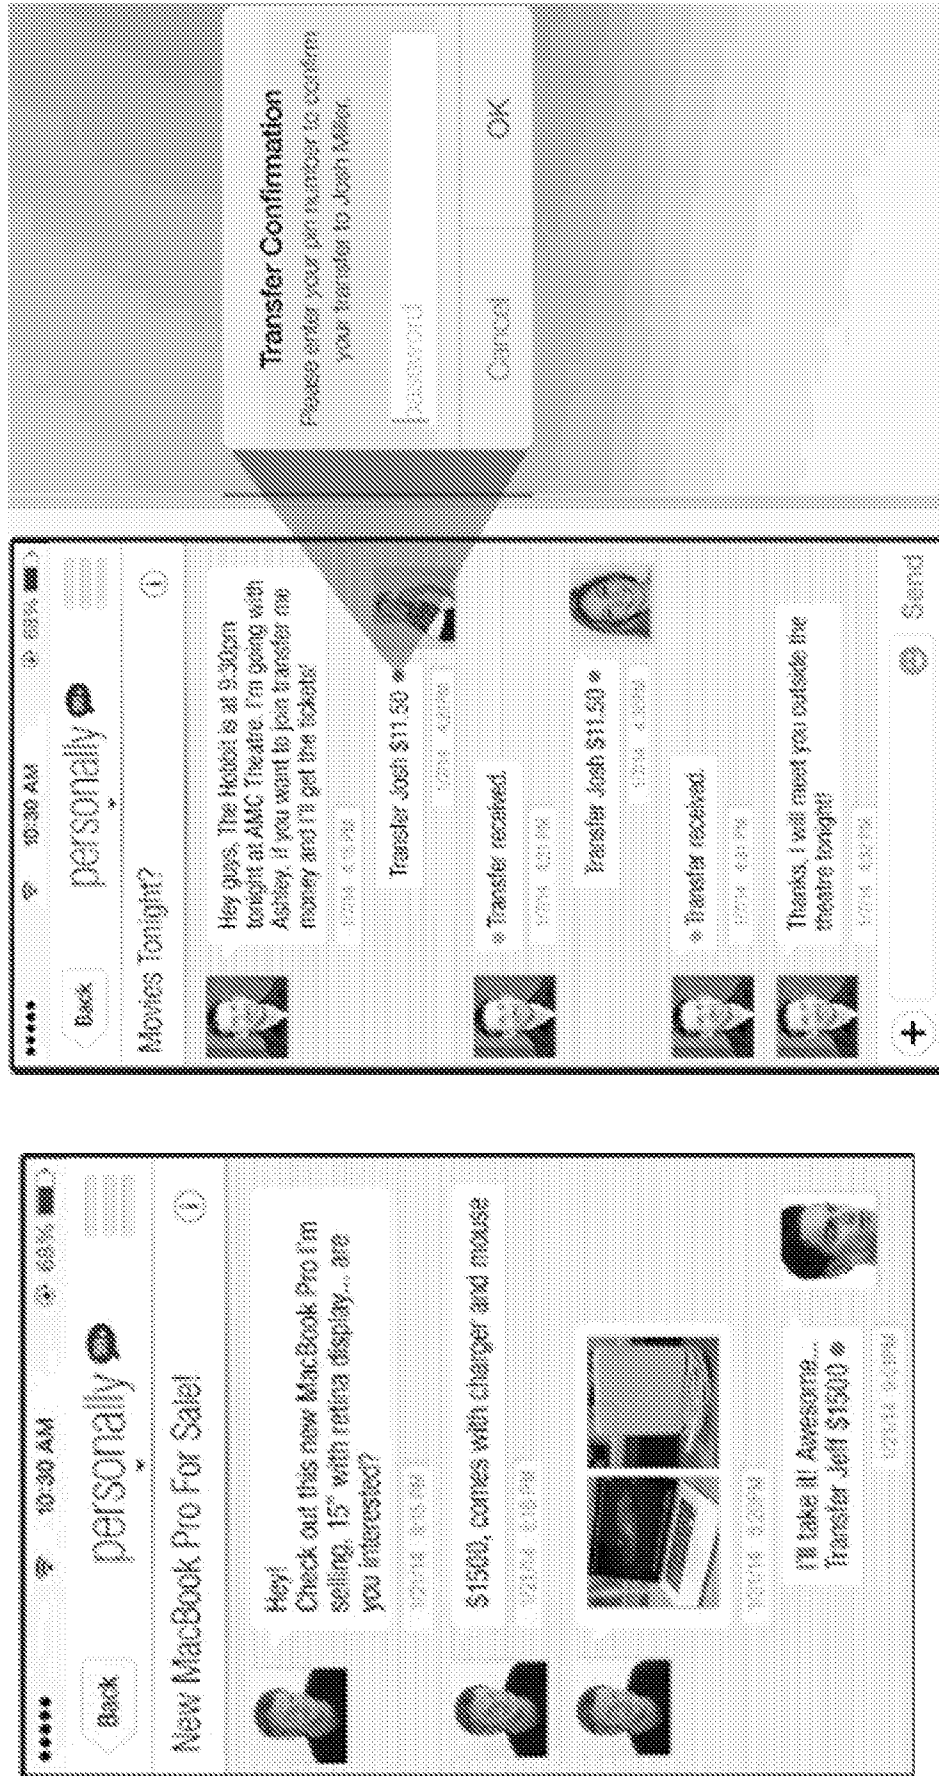 10:30 AM
68%
Back
personally
New MacBook Pro For Sale!
Hey!
Check out this new MacBook Pro I'm
selling. 15" with retina display... are
you interested?
$1500, comes with charger and mouse
I'll take it! Awesome...
Transfer Jeff $1500
10:30 AM
68%
Back
personally
Movies Tonight?
Hey guys, The Hobbit is at 9:30pm
tonight at AMC Theatre. I'm going with
Ashley. If you want to join transfer me
money and I'll get the tickets!
Transfer Josh $11.50
Transfer received.
Transfer Josh $11.50
Transfer received.
Thanks, I will meet you outside the
theatre tonight!
Send
Transfer Confirmation
Please enter your pin number to confirm
your transfer to Josh Miller.
password
Cancel
OK